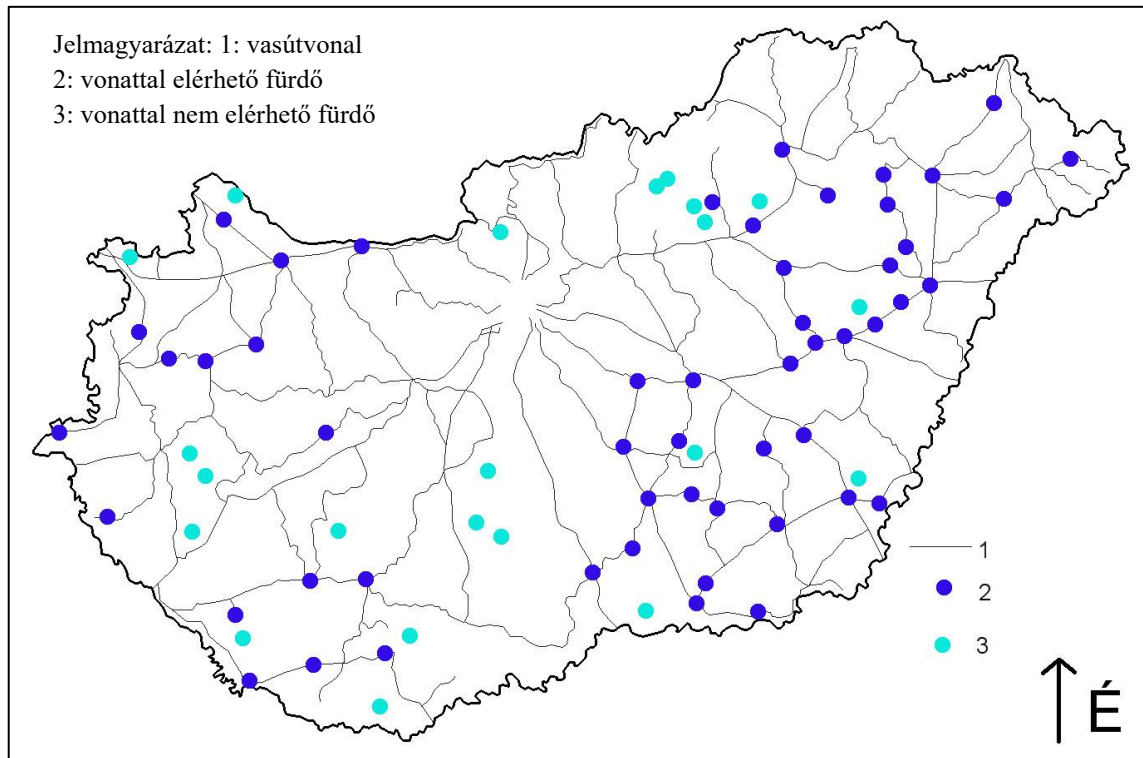 Jelmagyarázat: 1: vasútvonal
2: vonattal elérhető fürdő
3: vonattal nem elérhető fürdő
1
2
3
É